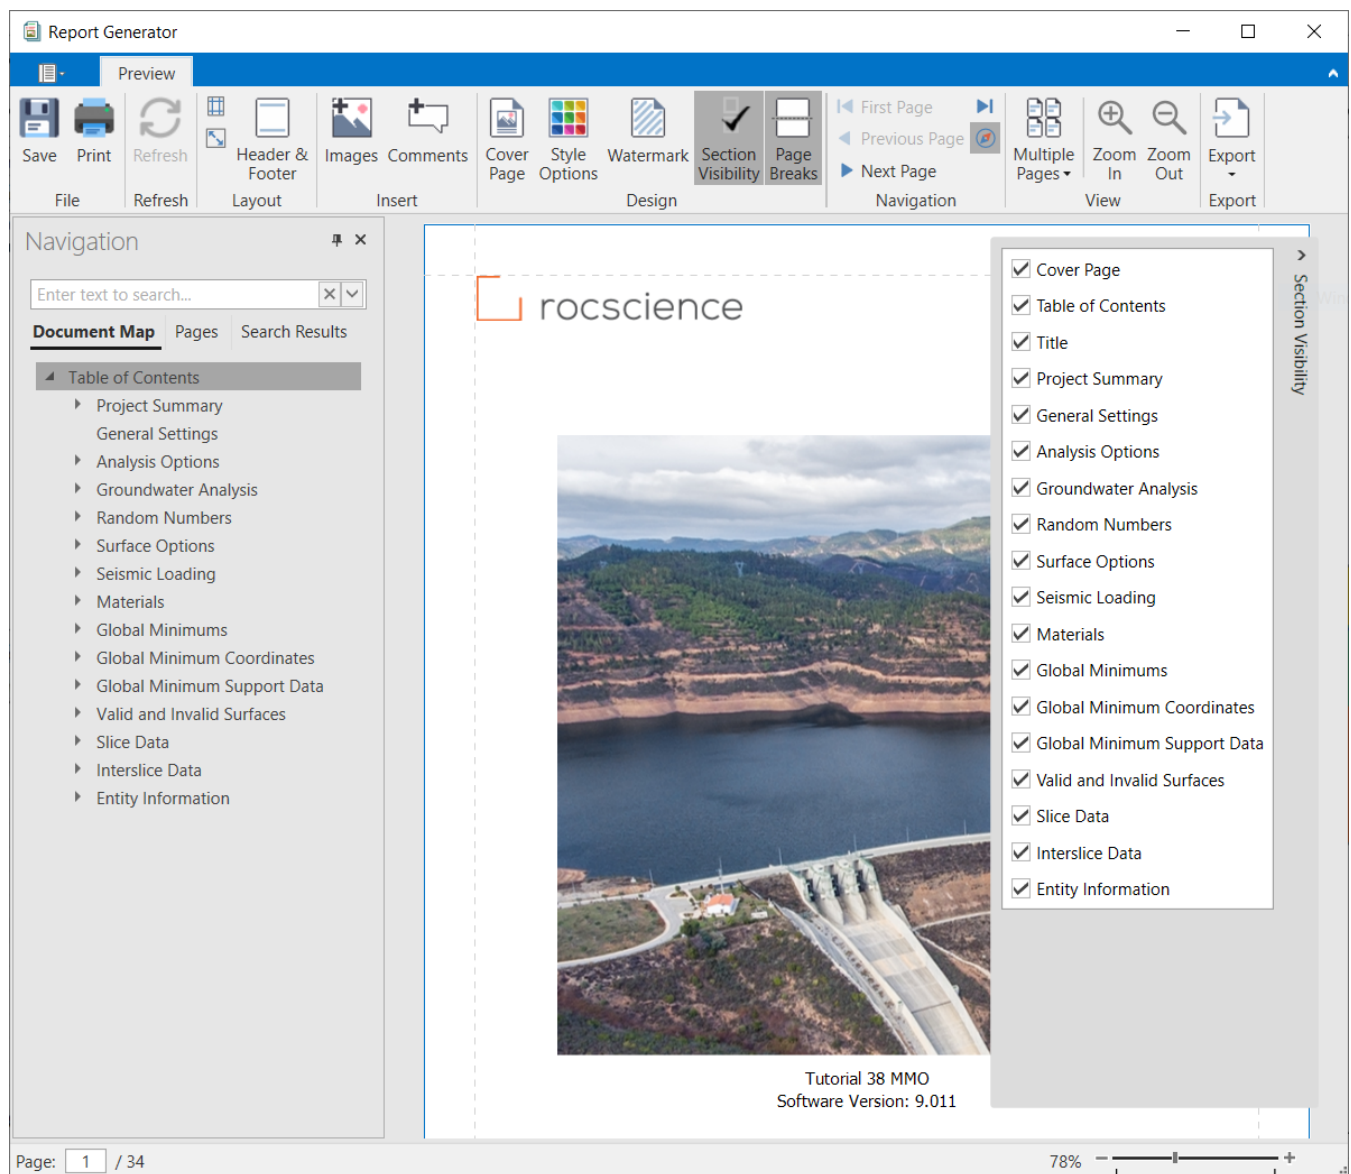 Report Generator
Preview
Save
Print
Refresh
Header &
Footer
Images
Comments
Cover
Page
Style
Options
Watermark
Section
Visibility
Page
Breaks
First Page
Previous Page
Next Page
Multiple
Pages
Zoom
In
Zoom
Out
Export
File
Refresh
Layout
Insert
Design
Navigation
View
Export
Navigation
Enter text to search...
Document Map
Pages
Search Results
Table of Contents
Project Summary
General Settings
Analysis Options
Groundwater Analysis
Random Numbers
Surface Options
Seismic Loading
Materials
Global Minimums
Global Minimum Coordinates
Global Minimum Support Data
Valid and Invalid Surfaces
Slice Data
Interslice Data
Entity Information
rocscience
Tutorial 38 MMO
Software Version: 9.011
Cover Page
Table of Contents
Title
Project Summary
General Settings
Analysis Options
Groundwater Analysis
Random Numbers
Surface Options
Seismic Loading
Materials
Global Minimums
Global Minimum Coordinates
Global Minimum Support Data
Valid and Invalid Surfaces
Slice Data
Interslice Data
Entity Information
Section Visibility
Page: 1 / 34
78%